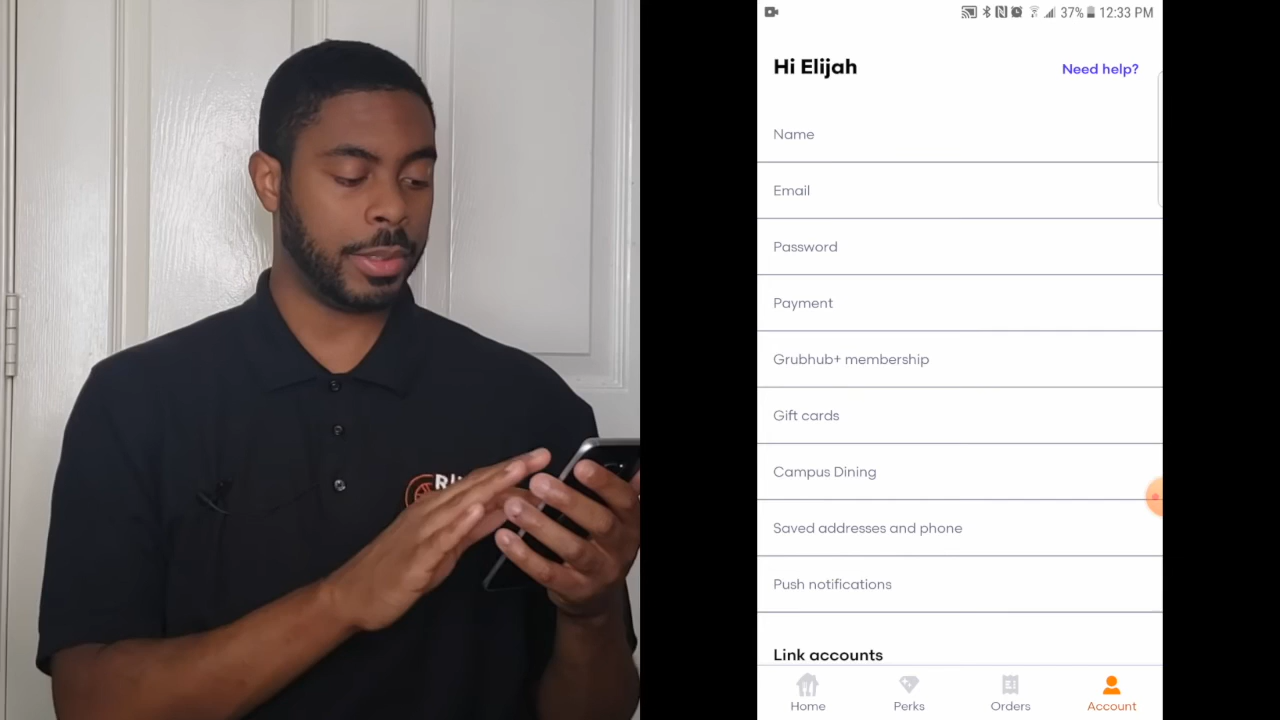 37% 12:33 PM
Hi Elijah
Need help?
Name
Email
Password
Payment
Grubhub+ membership
Gift cards
Campus Dining
Saved addresses and phone
Push notifications
Link accounts
Home
Perks
Orders
Account